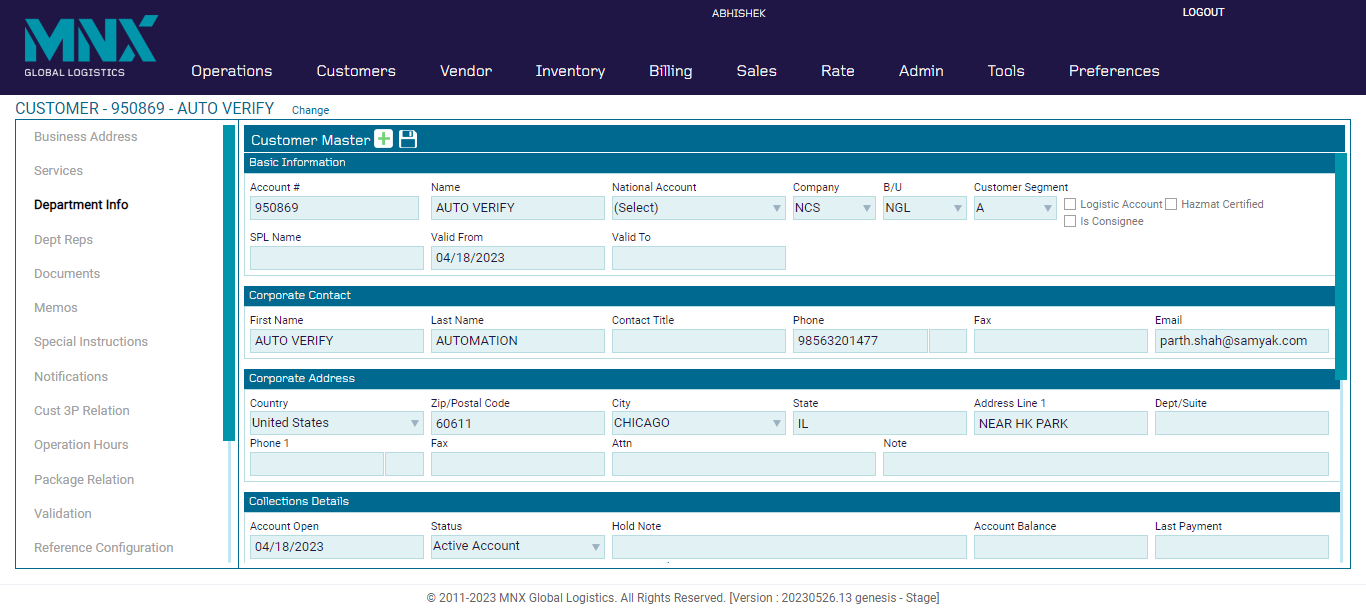 ABHISHEK
LOGOUT
MNX
GLOBAL LOGISTICS
Operations Customers Vendor Inventory Billing Sales Rate Admin Tools Preferences
CUSTOMER - 950869 - AUTO VERIFY Change
Business Address
Services
Department Info
Dept Reps
Documents
Memos
Special Instructions
Notifications
Cust 3P Relation
Operation Hours
Package Relation
Validation
Reference Configuration
Customer Master
Basic Information
Account # Name National Account Company B/U Customer Segment
950869 AUTO VERIFY (Select) NCS NGL A Logistic Account Hazmat Certified
Is Consignee
SPL Name Valid From Valid To
04/18/2023
Corporate Contact
First Name Last Name Contact Title Phone Fax Email
AUTO VERIFY AUTOMATION 98563201477 parth.shah@samyak.com
Corporate Address
Country Zip/Postal Code City State Address Line 1 Dept/Suite
United States 60611 CHICAGO IL NEAR HK PARK
Phone 1 Fax Attn Note
Collections Details
Account Open Status Hold Note Account Balance Last Payment
04/18/2023 Active Account
© 2011-2023 MNX Global Logistics. All Rights Reserved. [Version : 20230526.13 genesis - Stage]